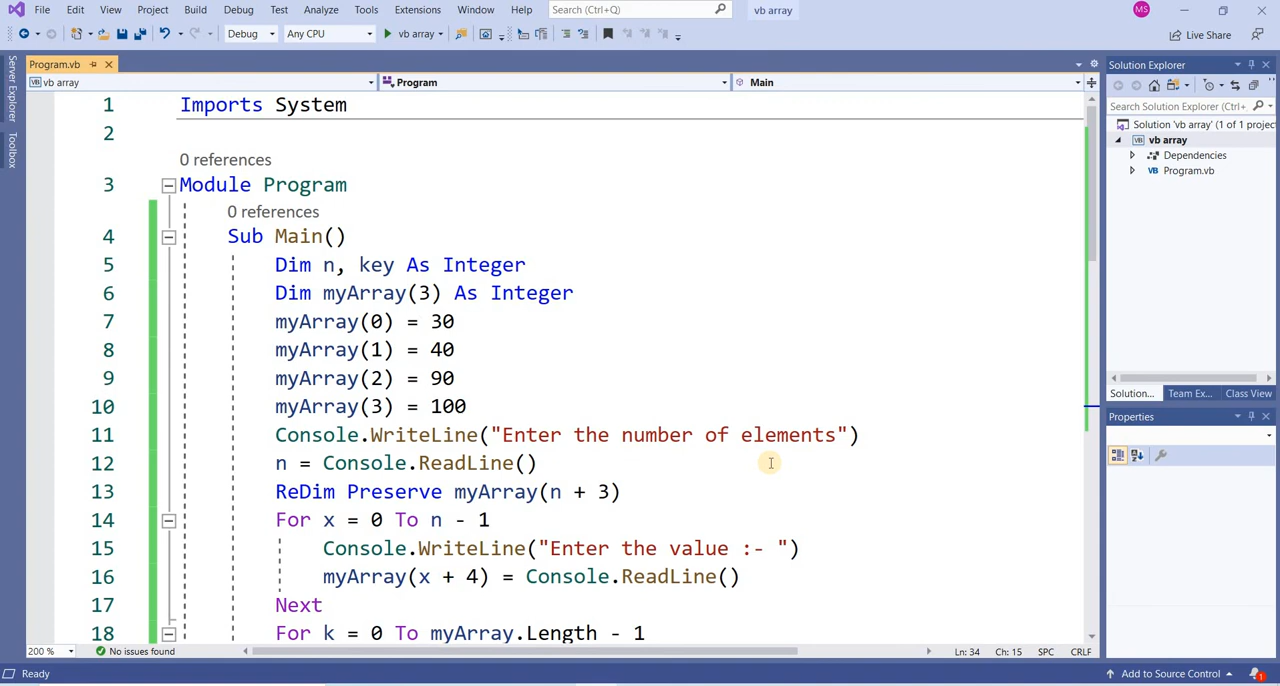 File Edit View Project Build Debug Test Analyze Tools Extensions Window Help Search (Ctrl+Q) vb array MS
Debug Any CPU vb array Live Share
Server Explorer
Toolbox
Program.vb
vb array Program Main
1 Imports System
2
0 references
3 Module Program
0 references
4 Sub Main()
5 Dim n, key As Integer
6 Dim myArray(3) As Integer
7 myArray(0) = 30
8 myArray(1) = 40
9 myArray(2) = 90
10 myArray(3) = 100
11 Console.WriteLine("Enter the number of elements")
12 n = Console.ReadLine()
13 ReDim Preserve myArray(n + 3)
14 For x = 0 To n - 1
15 Console.WriteLine("Enter the value :- ")
16 myArray(x + 4) = Console.ReadLine()
17 Next
18 For k = 0 To myArray.Length - 1
200 % No issues found Ln: 34 Ch: 15 SPC CRLF
Solution Explorer
Search Solution Explorer (Ctrl+
Solution 'vb array' (1 of 1 project
vb array
Dependencies
VB Program.vb
Solution... Team Ex... Class View
Properties
Ready Add to Source Control 1